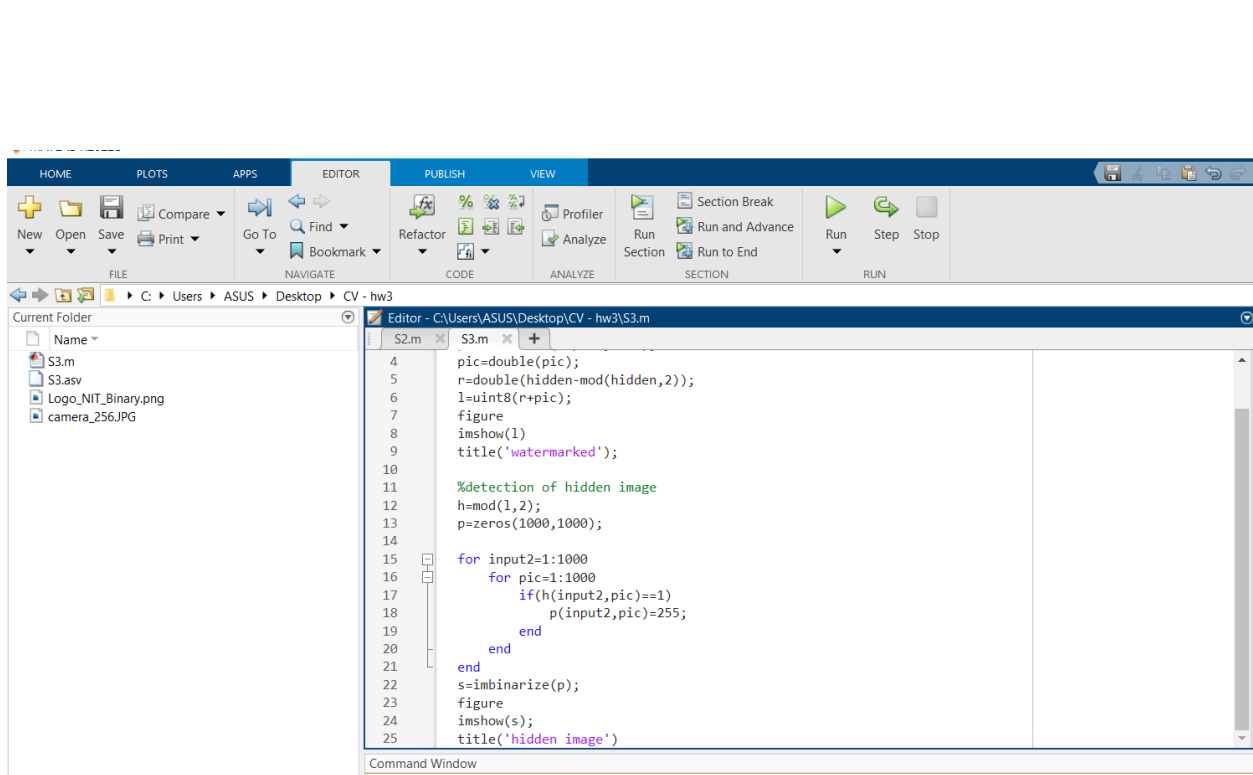 HOME PLOTS APPS EDITOR PUBLISH VIEW
New Open Save Compare Print
Go To Find Bookmark
Refactor
Profiler Analyze
Run Section Section Break Run and Advance Run to End
Run Step Stop
FILE NAVIGATE CODE ANALYZE SECTION RUN
C: Users ASUS Desktop CV - hw3
Current Folder
Name
S3.m
S3.asv
Logo_NIT_Binary.png
camera_256.JPG
Editor - C:\Users\ASUS\Desktop\CV - hw3\S3.m
S2.m S3.m
4 pic=double(pic);
5 r=double(hidden-mod(hidden,2));
6 l=uint8(r+pic);
7 figure
8 imshow(l)
9 title('watermarked');
10
11 %detection of hidden image
12 h=mod(l,2);
13 p=zeros(1000,1000);
14
15 for input2=1:1000
16 for pic=1:1000
17 if(h(input2,pic)==1)
18 p(input2,pic)=255;
19 end
20 end
21 end
22 s=imbinarize(p);
23 figure
24 imshow(s);
25 title('hidden image')
Command Window